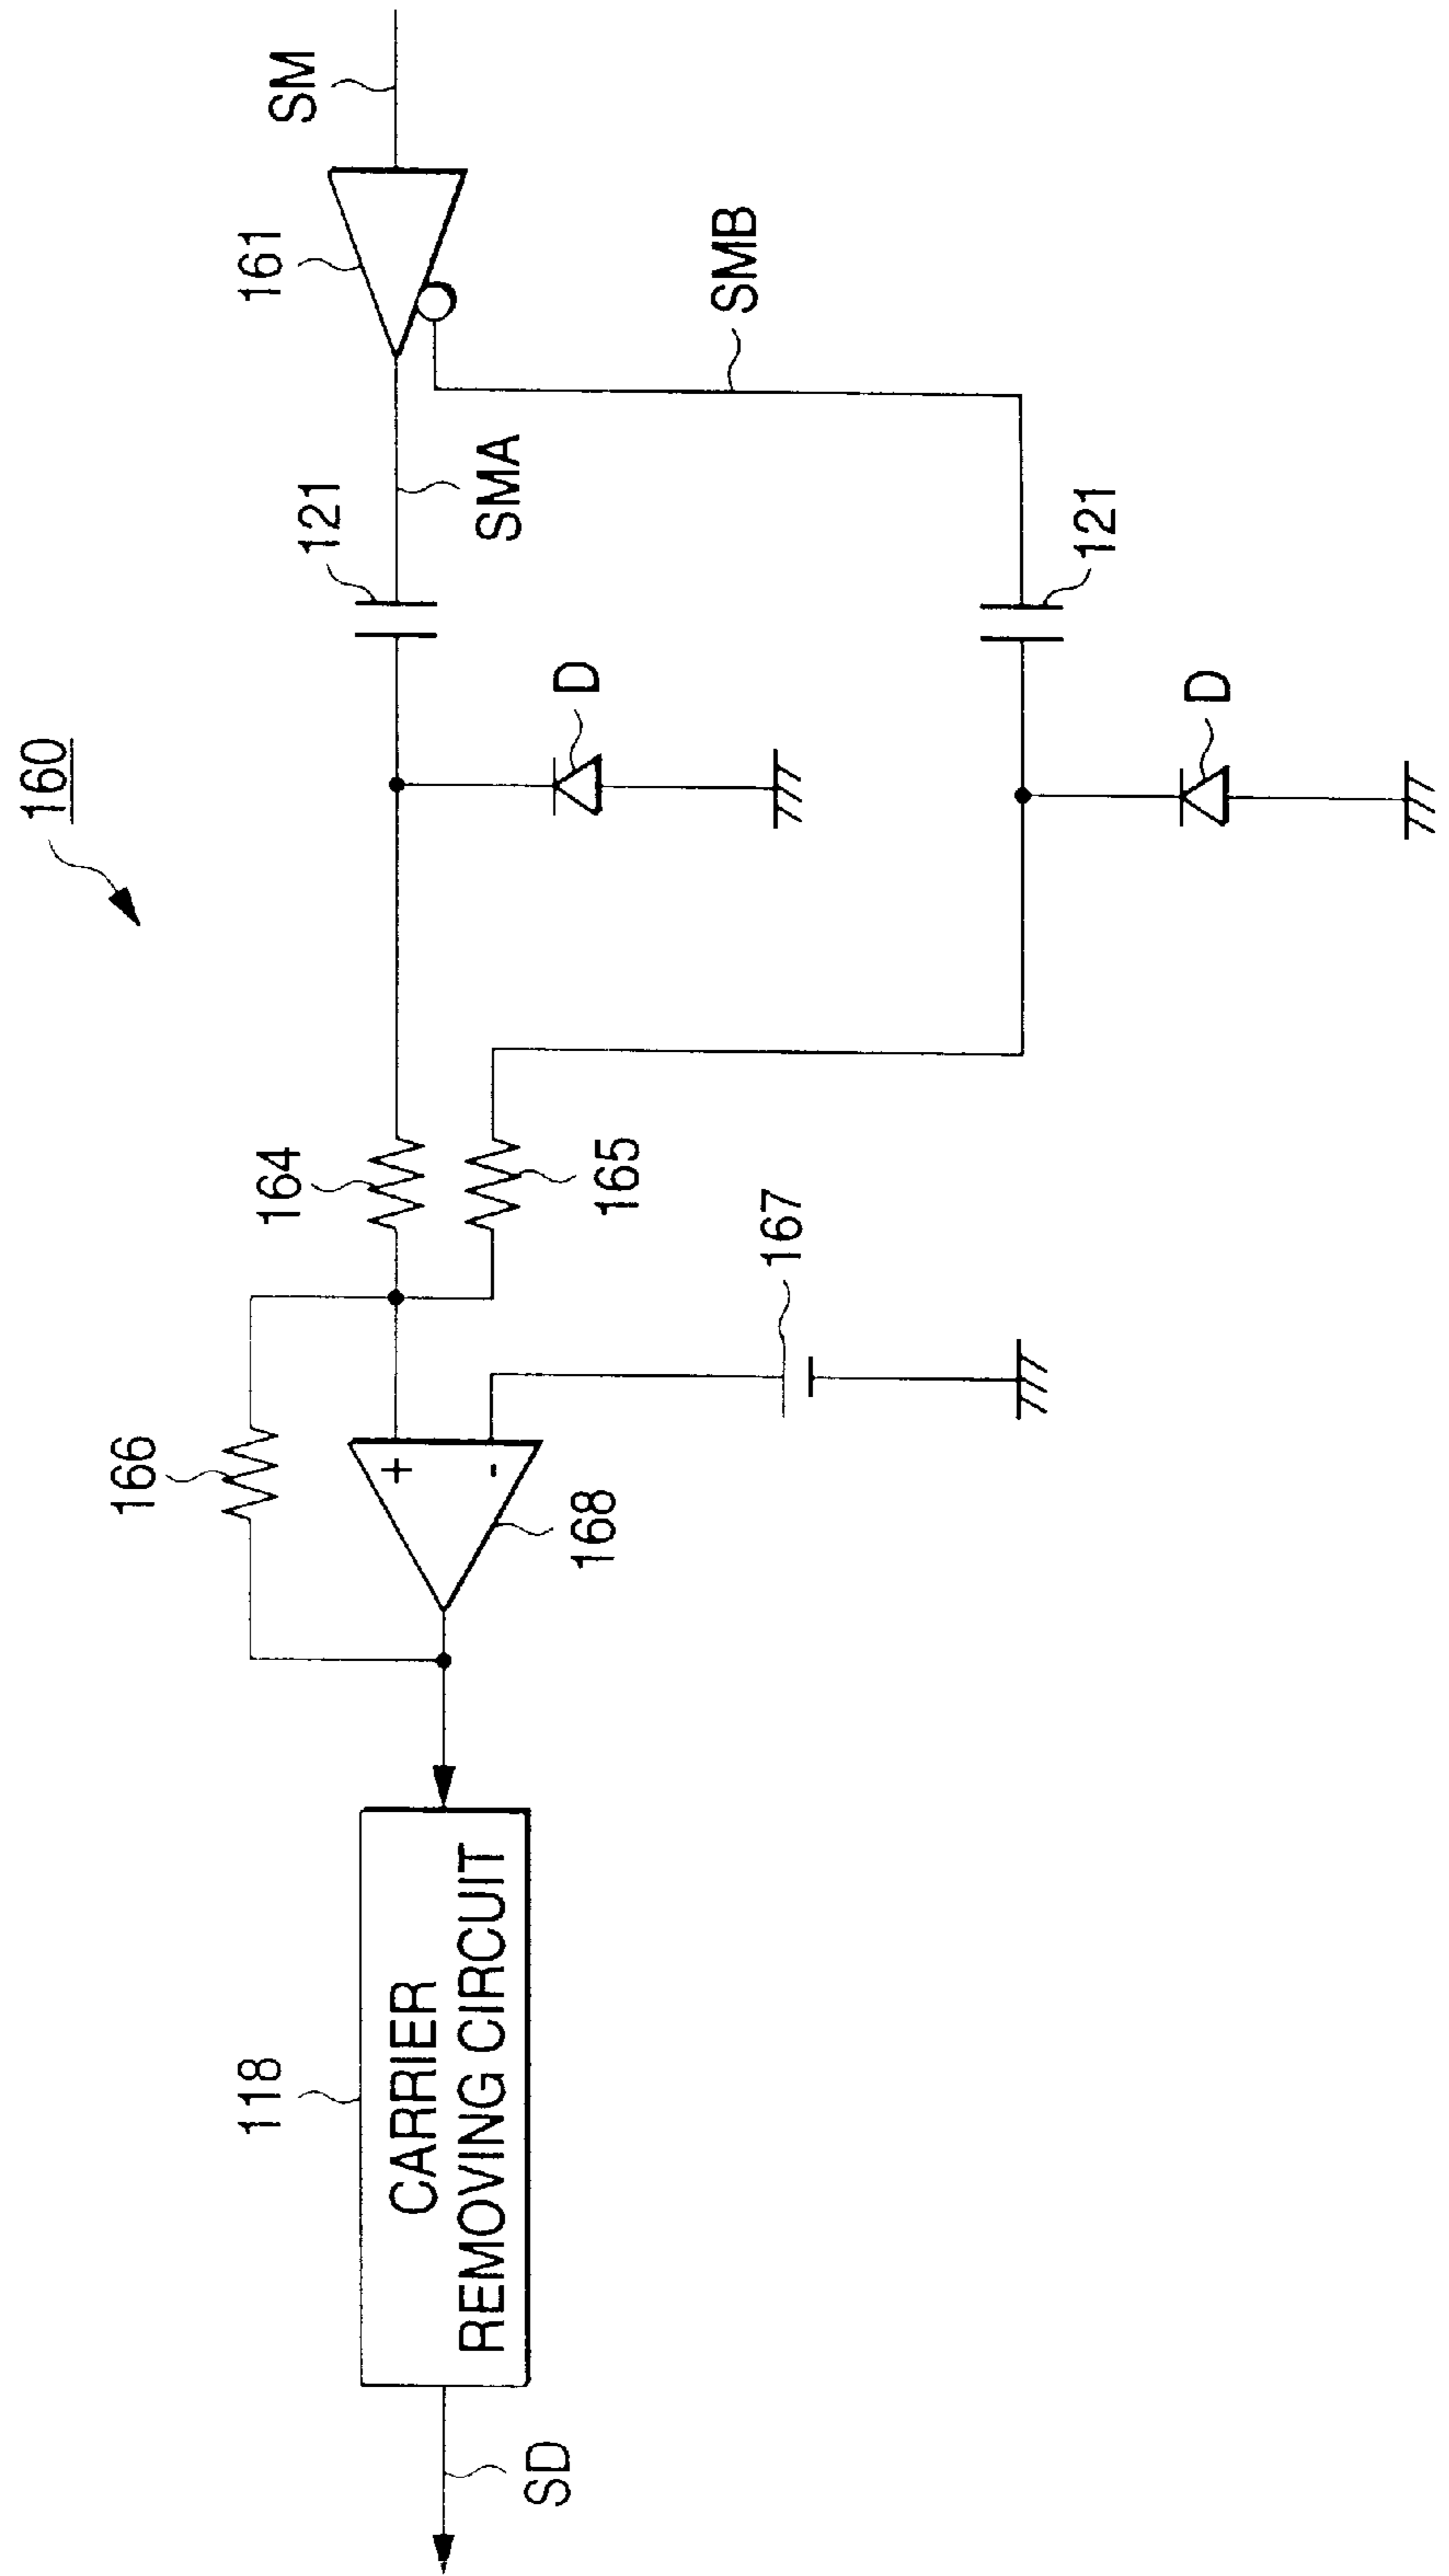 160
SM
161
SMB
SMA
121
121
D
D
164
165
167
166
+
-
168
118
CARRIER
REMOVING CIRCUIT
SD